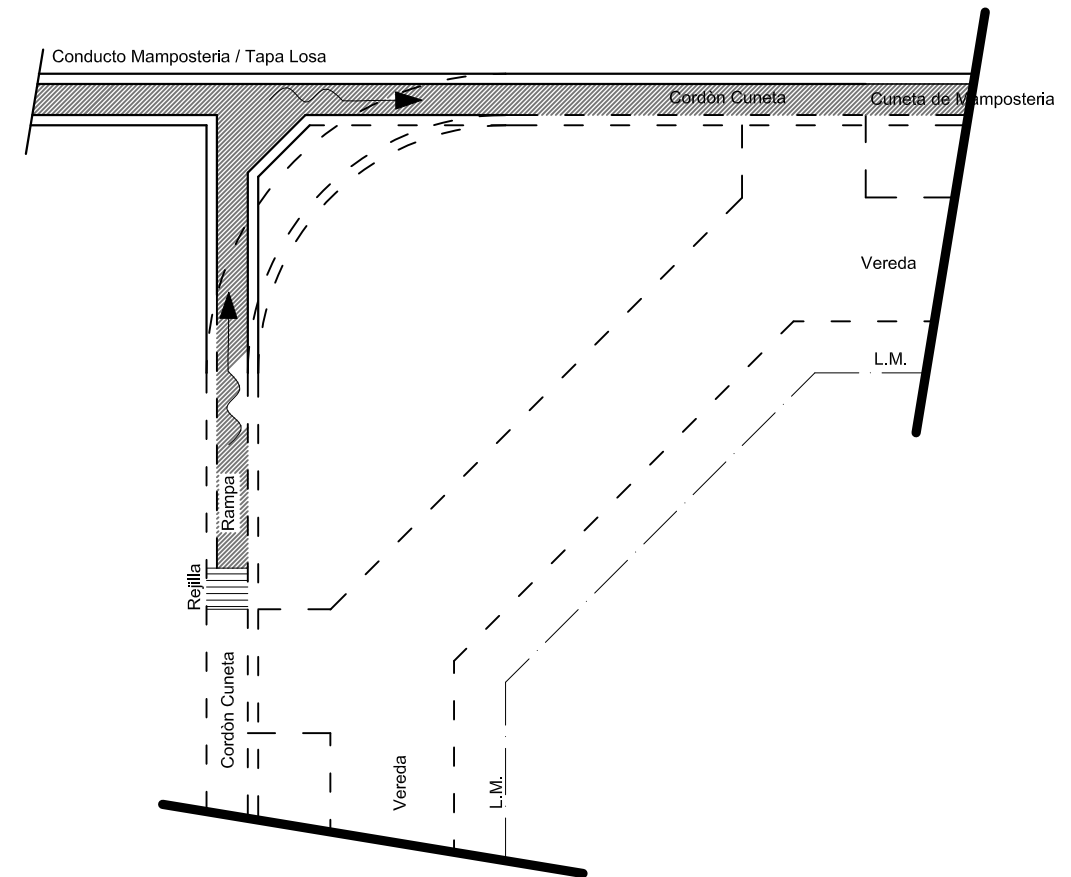 Conducto Mamposteria / Tapa Losa
Cordòn Cuneta
Cuneta de Mamposteria
Vereda
L.M.
Rampa
Rejilla
Cordòn Cuneta
Vereda
L.M.